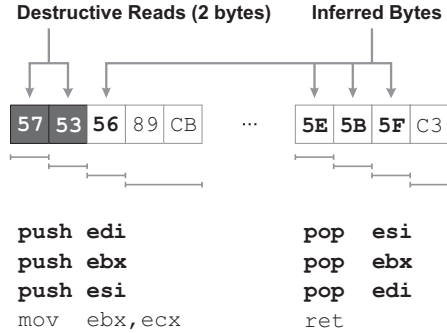 Destructive Reads (2 bytes) Inferred Bytes
57 53 56 89 CB ... 5E 5B 5F C3
push edi pop esi
push ebx pop ebx
push esi pop edi
mov ebx,ecx ret